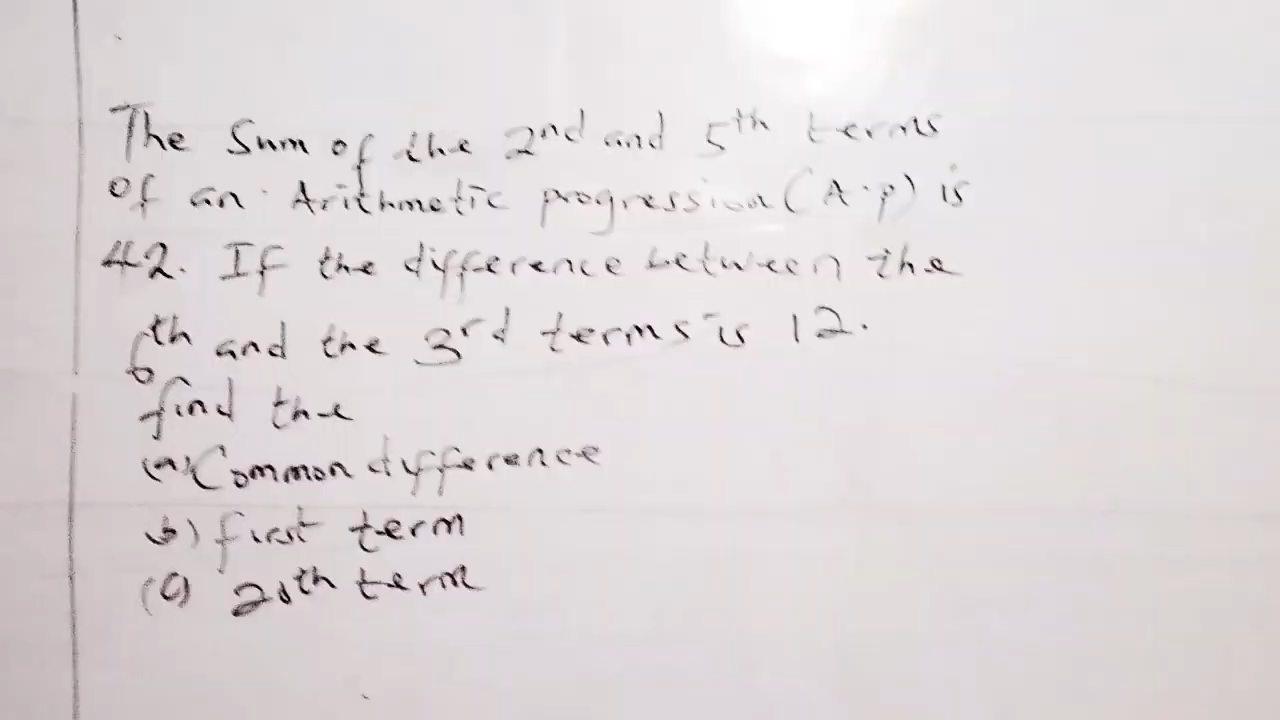 The Sum of the 2nd and 5th terms
of an Arithmetic progression (A.p) is
42. If the difference between the
6th and the 3rd terms is 12.
find the
(a) Common difference
b) first term
(c) 20th term